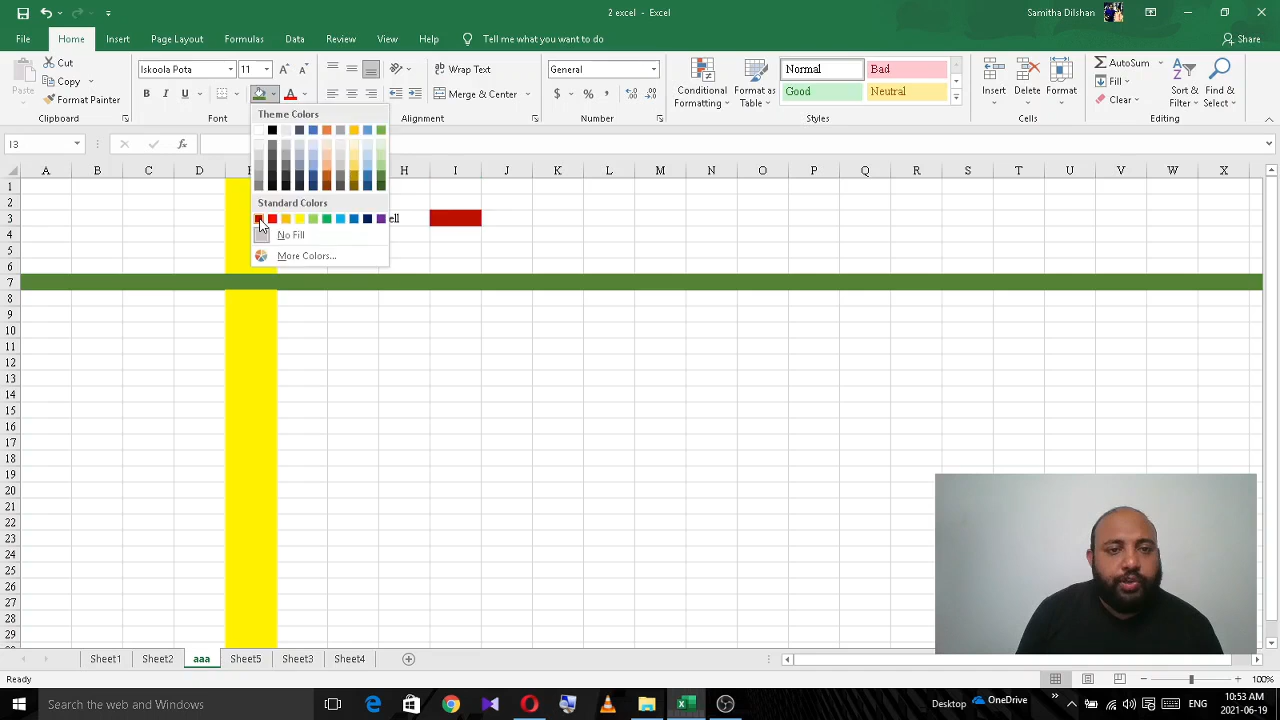 2 excel - Excel
Samitha Dilshan
File Home Insert Page Layout Formulas Data Review View Help Tell me what you want to do Share
Paste
Cut
Copy
Format Painter
Clipboard
Iskoola Pota 11
B I U
Font
Wrap Text
Merge & Center
Alignment
General
$ % ,
Number
Conditional Formatting
Format as Table
Normal Bad
Good Neutral
Styles
Insert Delete Format
Cells
AutoSum
Fill
Clear
Sort & Filter
Find & Select
Editing
Theme Colors
Standard Colors
No Fill
More Colors...
I3
fx
A B C D H I J K L M N O P Q R S T U V W X
1
2
3 ell
4
5
6
7
8
9
10
11
12
13
14
15
16
17
18
19
20
21
22
23
24
25
26
27
28
29
Sheet1 Sheet2 aaa Sheet5 Sheet3 Sheet4
Ready
100%
Search the web and Windows
Desktop
OneDrive
ENG
10:53 AM
2021-06-19